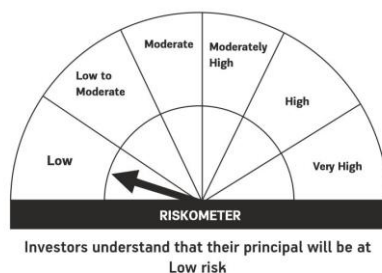 Moderate
Moderately
High
Low to
Moderate
High
Low
Very High
RISKOMETER
Investors understand that their principal will be at
Low risk